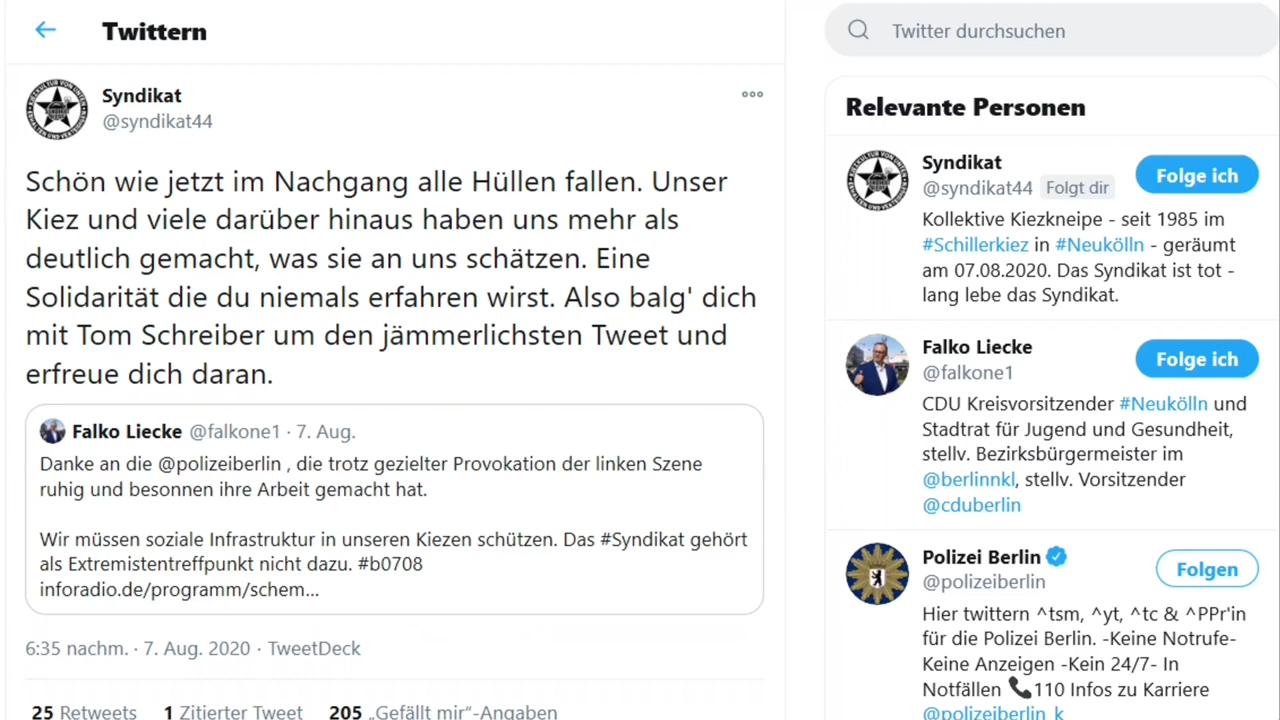 Twittern
Syndikat
@syndikat44
Schön wie jetzt im Nachgang alle Hüllen fallen. Unser
Kiez und viele darüber hinaus haben uns mehr als
deutlich gemacht, was sie an uns schätzen. Eine
Solidarität die du niemals erfahren wirst. Also balg' dich
mit Tom Schreiber um den jämmerlichsten Tweet und
erfreue dich daran.
Falko Liecke @falkone1 · 7. Aug.
Danke an die @polizeiberlin , die trotz gezielter Provokation der linken Szene
ruhig und besonnen ihre Arbeit gemacht hat.
Wir müssen soziale Infrastruktur in unseren Kiezen schützen. Das #Syndikat gehört
als Extremistentreffpunkt nicht dazu. #b0708
inforadio.de/programm/schem...
6:35 nachm. · 7. Aug. 2020 · TweetDeck
25 Retweets 1 Zitierter Tweet 205 „Gefällt mir“-Angaben
Twitter durchsuchen
Relevante Personen
Syndikat
@syndikat44 Folgt dir
Folge ich
Kollektive Kiezkneipe - seit 1985 im
#Schillerkiez in #Neukölln - geräumt
am 07.08.2020. Das Syndikat ist tot -
lang lebe das Syndikat.
Falko Liecke
@falkone1
Folge ich
CDU Kreisvorsitzender #Neukölln und
Stadtrat für Jugend und Gesundheit,
stellv. Bezirksbürgermeister im
@berlinnkl, stellv. Vorsitzender
@cduberlin
Polizei Berlin
@polizeiberlin
Folgen
Hier twittern ^tsm, ^yt, ^tc & ^PPr'in
für die Polizei Berlin. -Keine Notrufe-
Keine Anzeigen -Kein 24/7- In
Notfällen 📞110 Infos zu Karriere
@polizeiberlin_k